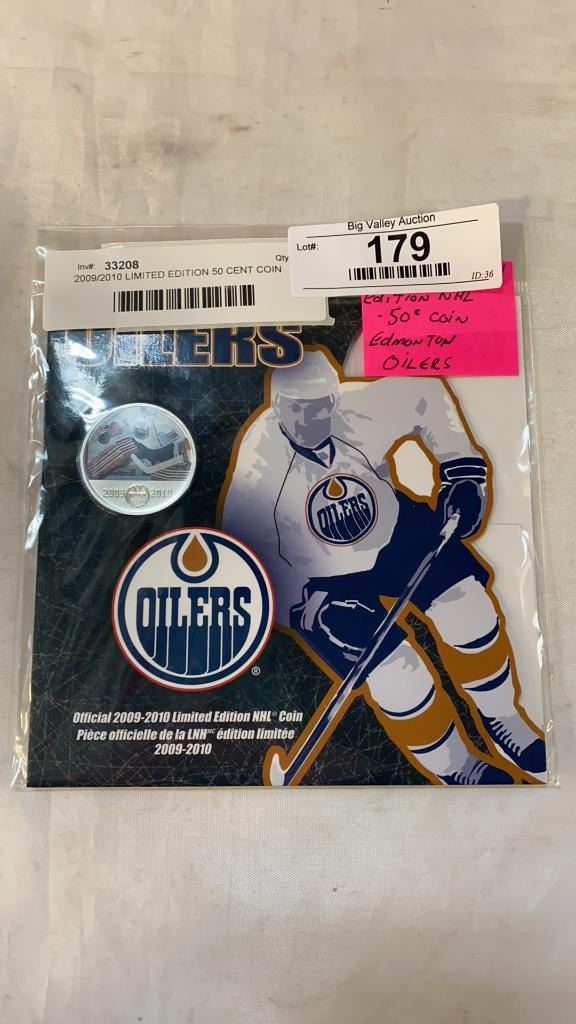 Big Valley Auction
Lot#:
179
ID:36
Inv#: 33208
Qty
2009/2010 LIMITED EDITION 50 CENT COIN
EDITION NHL
- 50¢ COIN
EDMONTON
OILERS
OILERS
2009 2010
OILERS
OILERS ®
Official 2009-2010 Limited Edition NHL® Coin
Pièce officielle de la LNHᴹᶜ édition limitée
2009-2010